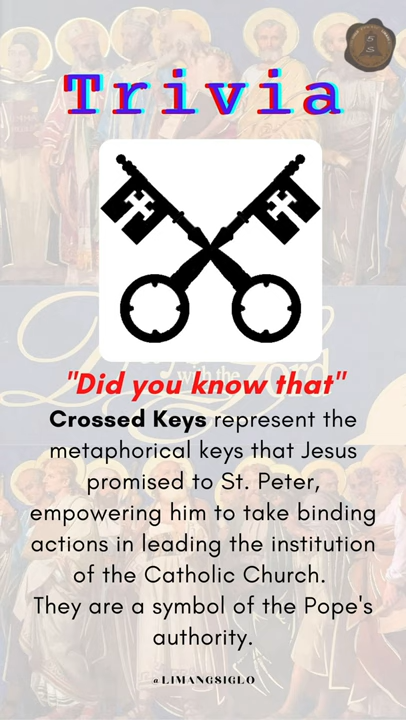 Trivia
with the
"Did you know that"
Crossed Keys represent the
metaphorical keys that Jesus
promised to St. Peter,
empowering him to take binding
actions in leading the institution
of the Catholic Church.
They are a symbol of the Pope's
authority.
@LIMANGSIGLO